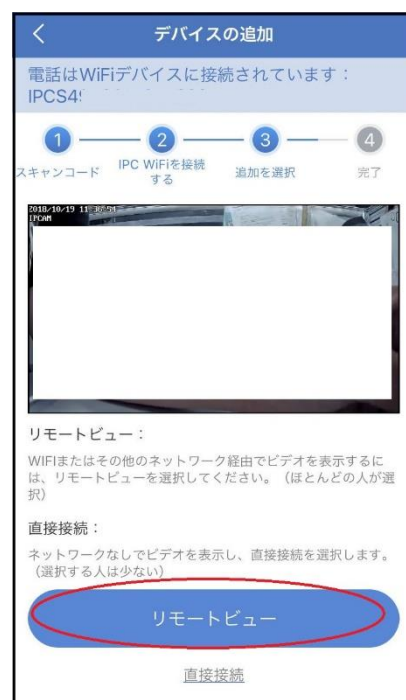 デバイスの追加
電話はWiFiデバイスに接続されています：
IPCS49
1
2
3
4
スキャンコード
IPC WiFiを接続
する
追加を選択
完了
2018/10/19 11:36:54
IPCAM
リモートビュー：
WIFIまたはその他のネットワーク経由でビデオを表示するに
は、リモートビューを選択してください。（ほとんどの人が選
択）
直接接続：
ネットワークなしでビデオを表示し、直接接続を選択します。
（選択する人は少ない）
リモートビュー
直接接続